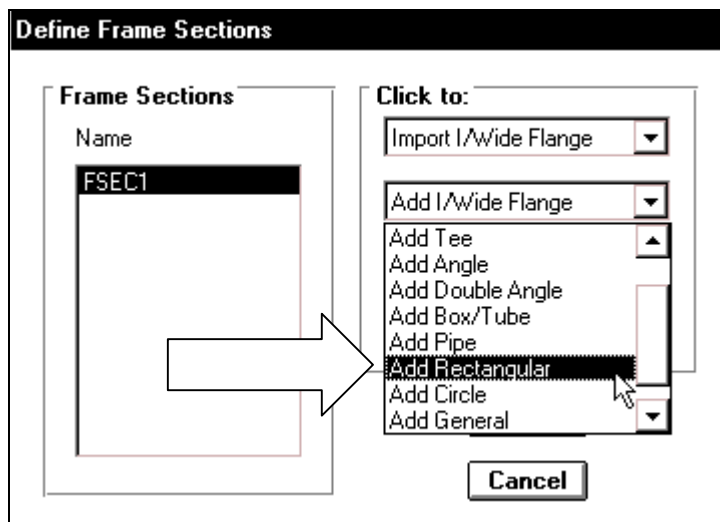 Define Frame Sections
Frame Sections
Name
FSEC1
Click to:
Import I/Wide Flange
Add I/Wide Flange
Add Tee
Add Angle
Add Double Angle
Add Box/Tube
Add Pipe
Add Rectangular
Add Circle
Add General
Cancel